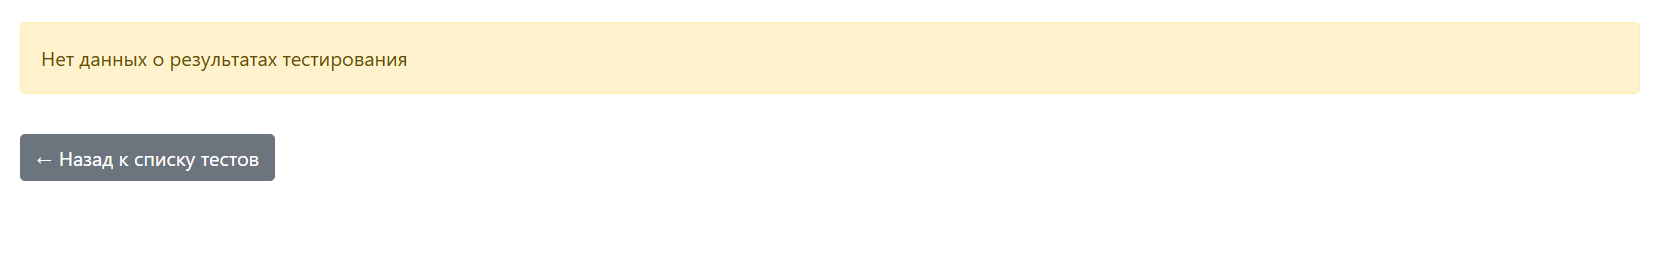 Нет данных о результатах тестирования
← Назад к списку тестов